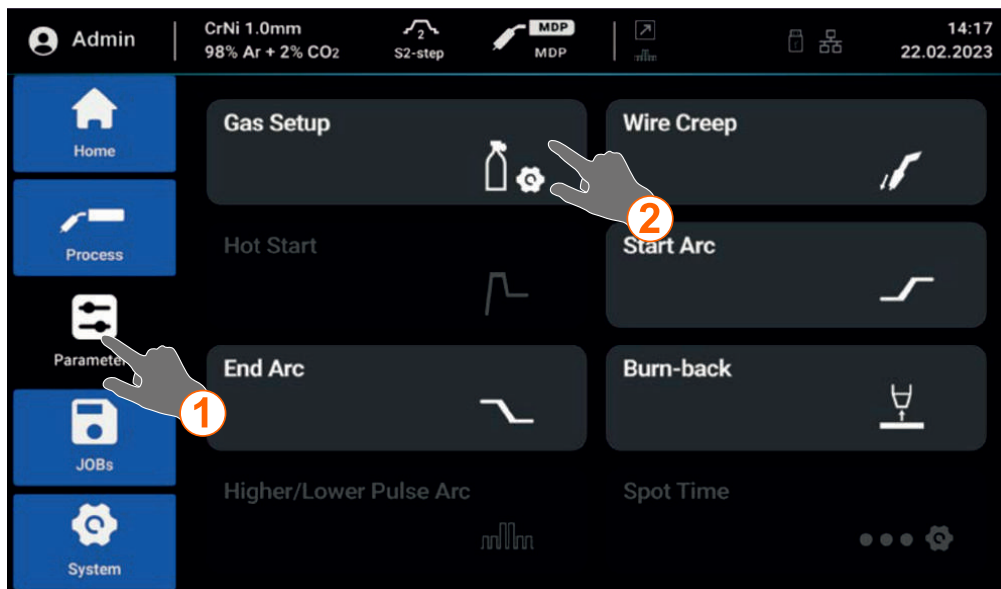 Admin
CrNi 1.0mm
98% Ar + 2% CO2
2
S2-step
MDP
MDP
14:17
22.02.2023
Home
Process
Parameter
JOBs
System
Gas Setup
Wire Creep
2
Hot Start
Start Arc
1
End Arc
Burn-back
Higher/Lower Pulse Arc
Spot Time